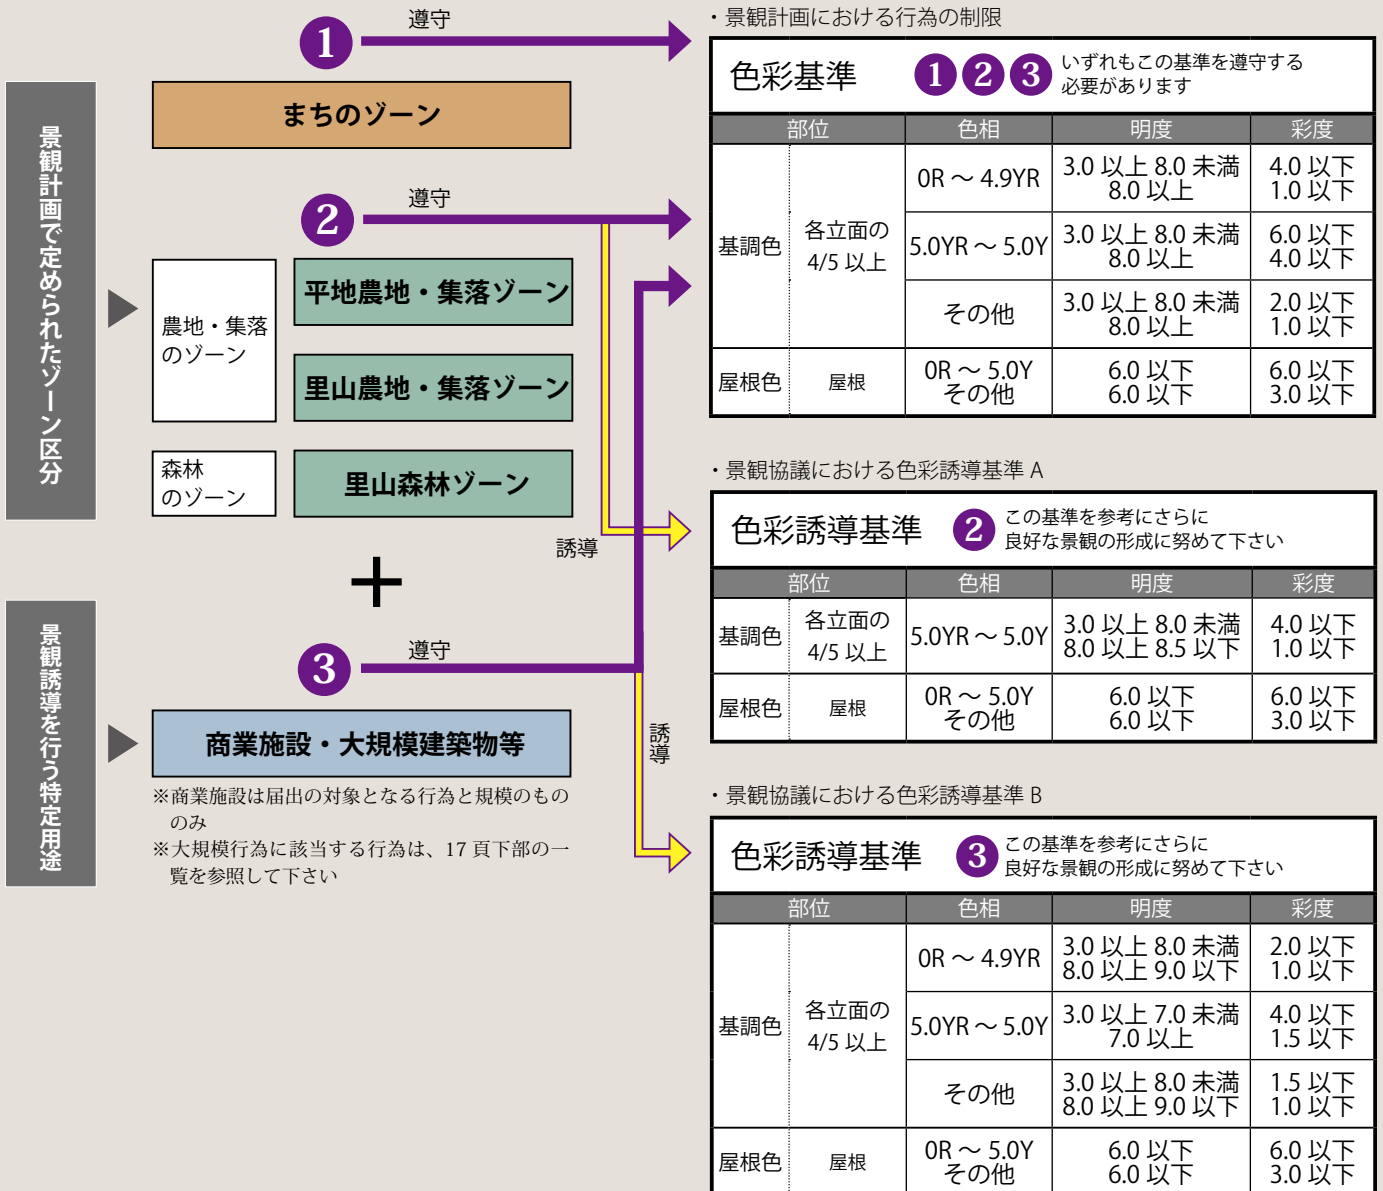 景観計画で定められたゾーン区分
1
遵守
まちのゾーン
2
遵守
農地・集落
のゾーン
平地農地・集落ゾーン
里山農地・集落ゾーン
森林
のゾーン
里山森林ゾーン
誘導
＋
景観誘導を行う特定用途
3
遵守
商業施設・大規模建築物等
誘導
※商業施設は届出の対象となる行為と規模のもの
のみ
※大規模行為に該当する行為は、17 頁下部の一
覧を参照して下さい
・景観計画における行為の制限
色彩基準 1 2 3 いずれもこの基準を遵守する
必要があります
部位 色相 明度 彩度
基調色 各立面の
4/5 以上
0R 〜 4.9YR 3.0 以上 8.0 未満 4.0 以下
8.0 以上 1.0 以下
5.0YR 〜 5.0Y 3.0 以上 8.0 未満 6.0 以下
8.0 以上 4.0 以下
その他 3.0 以上 8.0 未満 2.0 以下
8.0 以上 1.0 以下
屋根色 屋根 0R 〜 5.0Y 6.0 以下 6.0 以下
その他 6.0 以下 3.0 以下
・景観協議における色彩誘導基準 A
色彩誘導基準 2 この基準を参考にさらに
良好な景観の形成に努めて下さい
部位 色相 明度 彩度
基調色 各立面の
4/5 以上
5.0YR 〜 5.0Y 3.0 以上 8.0 未満 4.0 以下
8.0 以上 8.5 以下 1.0 以下
屋根色 屋根 0R 〜 5.0Y 6.0 以下 6.0 以下
その他 6.0 以下 3.0 以下
・景観協議における色彩誘導基準 B
色彩誘導基準 3 この基準を参考にさらに
良好な景観の形成に努めて下さい
部位 色相 明度 彩度
基調色 各立面の
4/5 以上
0R 〜 4.9YR 3.0 以上 8.0 未満 2.0 以下
8.0 以上 9.0 以下 1.0 以下
5.0YR 〜 5.0Y 3.0 以上 7.0 未満 4.0 以下
7.0 以上 1.5 以下
その他 3.0 以上 8.0 未満 1.5 以下
8.0 以上 9.0 以下 1.0 以下
屋根色 屋根 0R 〜 5.0Y 6.0 以下 6.0 以下
その他 6.0 以下 3.0 以下